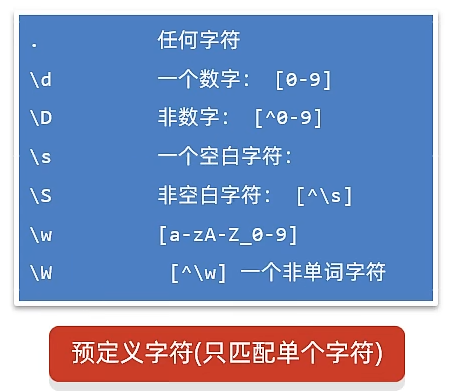 . 任何字符
\d 一个数字： [0-9]
\D 非数字： [^0-9]
\s 一个空白字符：
\S 非空白字符： [^\s]
\w [a-zA-Z_0-9]
\W [^\w] 一个非单词字符
预定义字符(只匹配单个字符)